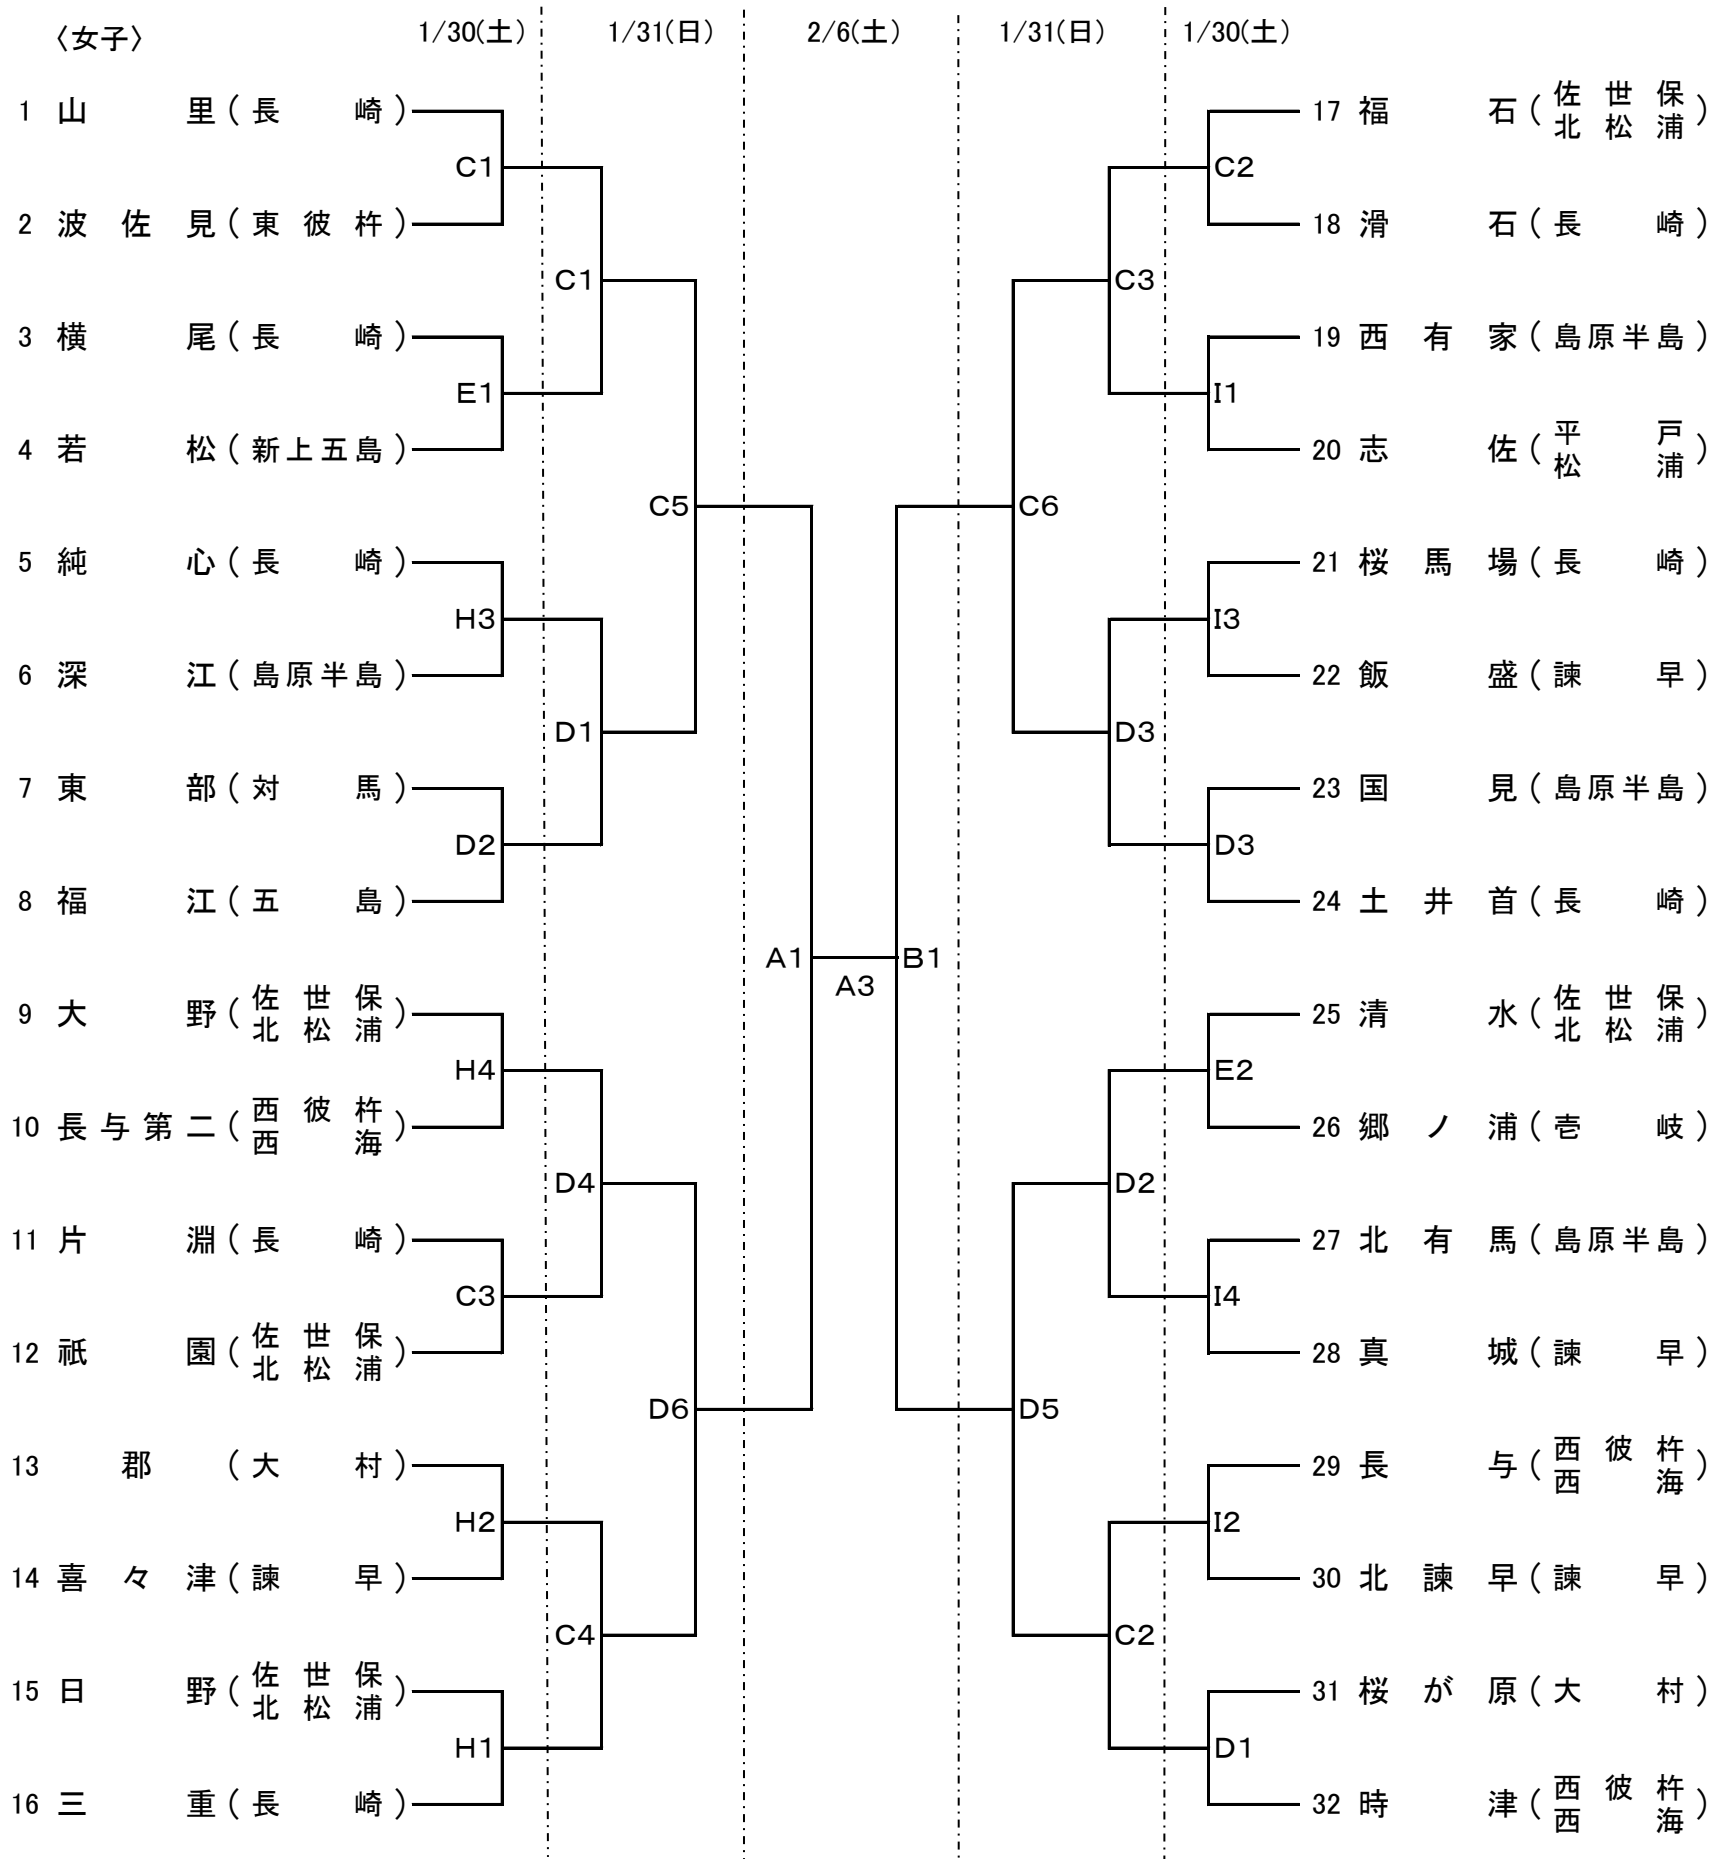 〈女子〉 1/30(土) 1/31(日) 2/6(土) 1/31(日) 1/30(土)
1 山里(長崎)
C1
2 波佐見(東彼杵)
C1
3 横尾(長崎)
E1
4 若松(新上五島)
C5
5 純心(長崎)
H3
6 深江(島原半島)
D1
7 東部(対馬)
D2
8 福江(五島)
A1
9 大野(佐世保北松浦)
H4
10 長与第二(西彼杵西海)
D4
11 片淵(長崎)
C3
12 祇園(佐世保北松浦)
D6
13 郡(大村)
H2
14 喜々津(諫早)
C4
15 日野(佐世保北松浦)
H1
16 三重(長崎)
A3
B1
17 福石(佐世保北松浦)
C2
18 滑石(長崎)
C3
19 西有家(島原半島)
I1
20 志佐(平戸松浦)
C6
21 桜馬場(長崎)
I3
22 飯盛(諫早)
D3
23 国見(島原半島)
D3
24 土井首(長崎)
25 清水(佐世保北松浦)
E2
26 郷ノ浦(壱岐)
D2
27 北有馬(島原半島)
I4
28 真城(諫早)
D5
29 長与(西彼杵西海)
I2
30 北諫早(諫早)
C2
31 桜が原(大村)
D1
32 時津(西彼杵西海)